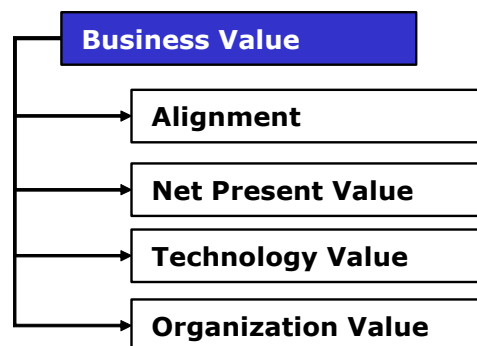 Business Value
Alignment
Net Present Value
Technology Value
Organization Value